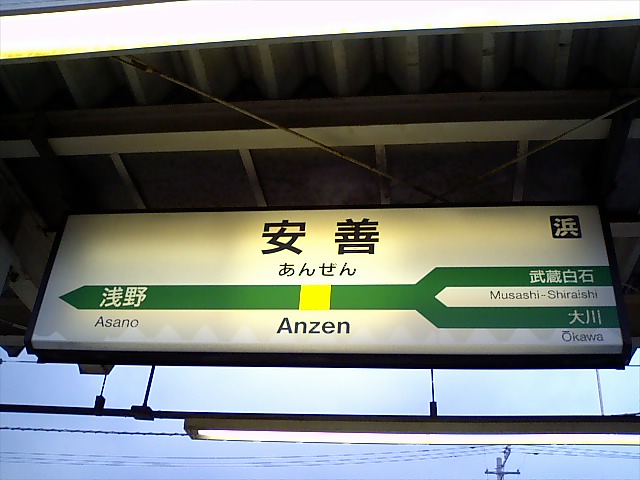 安善
浜
あんぜん
浅野
武蔵白石
Musashi-Shiraishi
大川
Asano
Anzen
Ōkawa